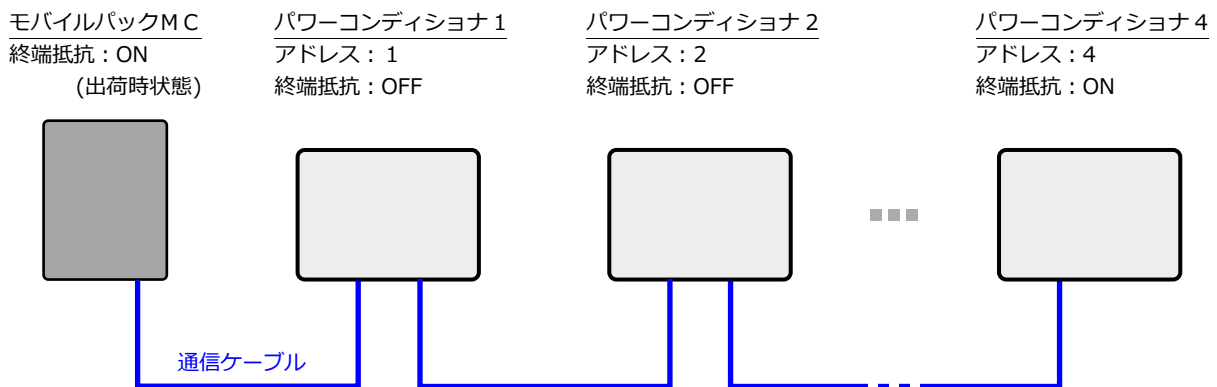 モバイルパックＭＣ
終端抵抗：ON
(出荷時状態)
パワーコンディショナ１
アドレス：１
終端抵抗：OFF
パワーコンディショナ２
アドレス：2
終端抵抗：OFF
パワーコンディショナ４
アドレス：4
終端抵抗：ON
通信ケーブル